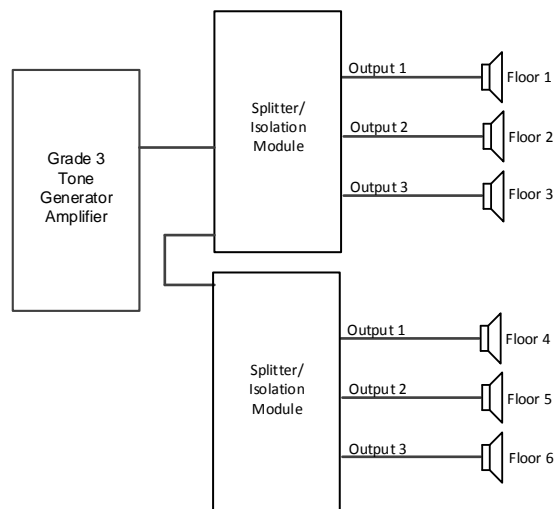 Grade 3
Tone
Generator
Amplifier
Splitter/
Isolation
Module
Output 1
Floor 1
Output 2
Floor 2
Output 3
Floor 3
Splitter/
Isolation
Module
Output 1
Floor 4
Output 2
Floor 5
Output 3
Floor 6